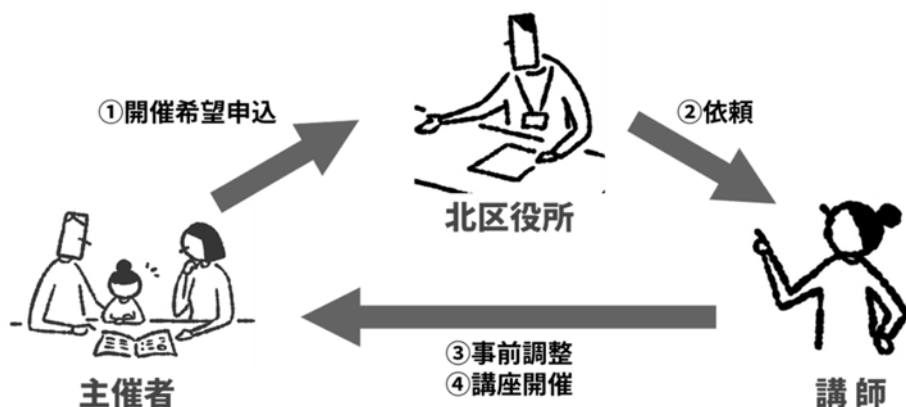 ①開催希望申込
②依頼
北区役所
③事前調整
④講座開催
主催者
講師